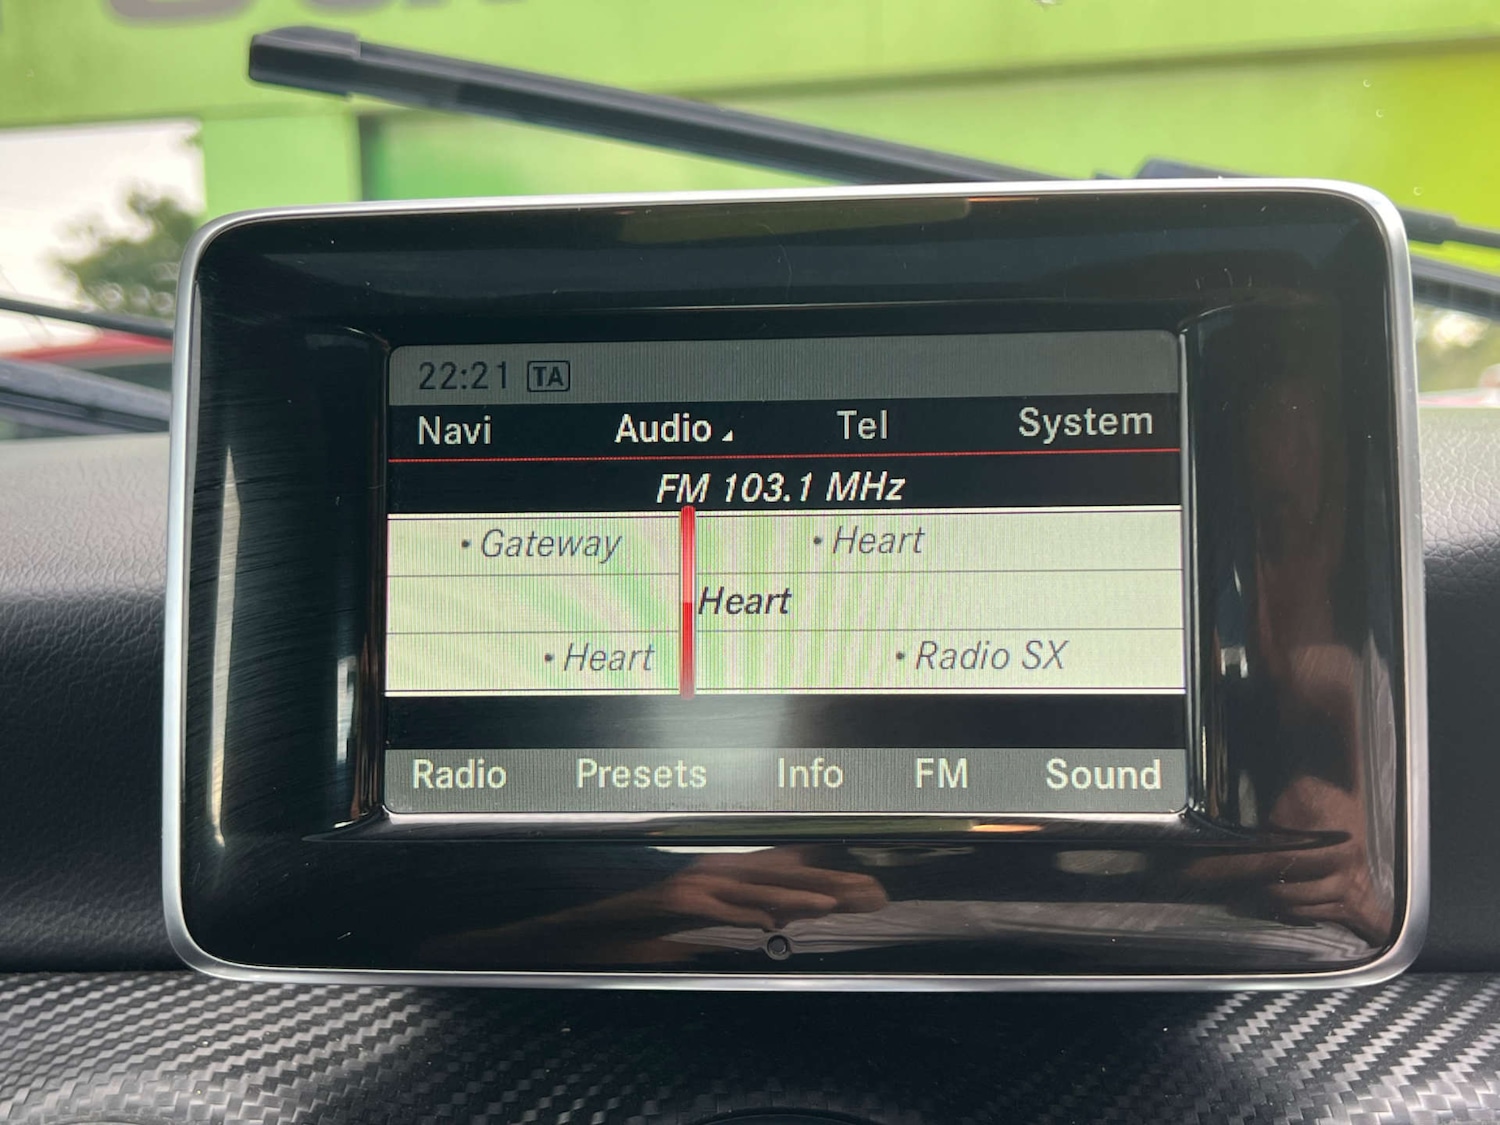 22:21 TA
Navi Audio Tel System
FM 103.1 MHz
• Gateway • Heart
Heart
• Heart • Radio SX
Radio Presets Info FM Sound